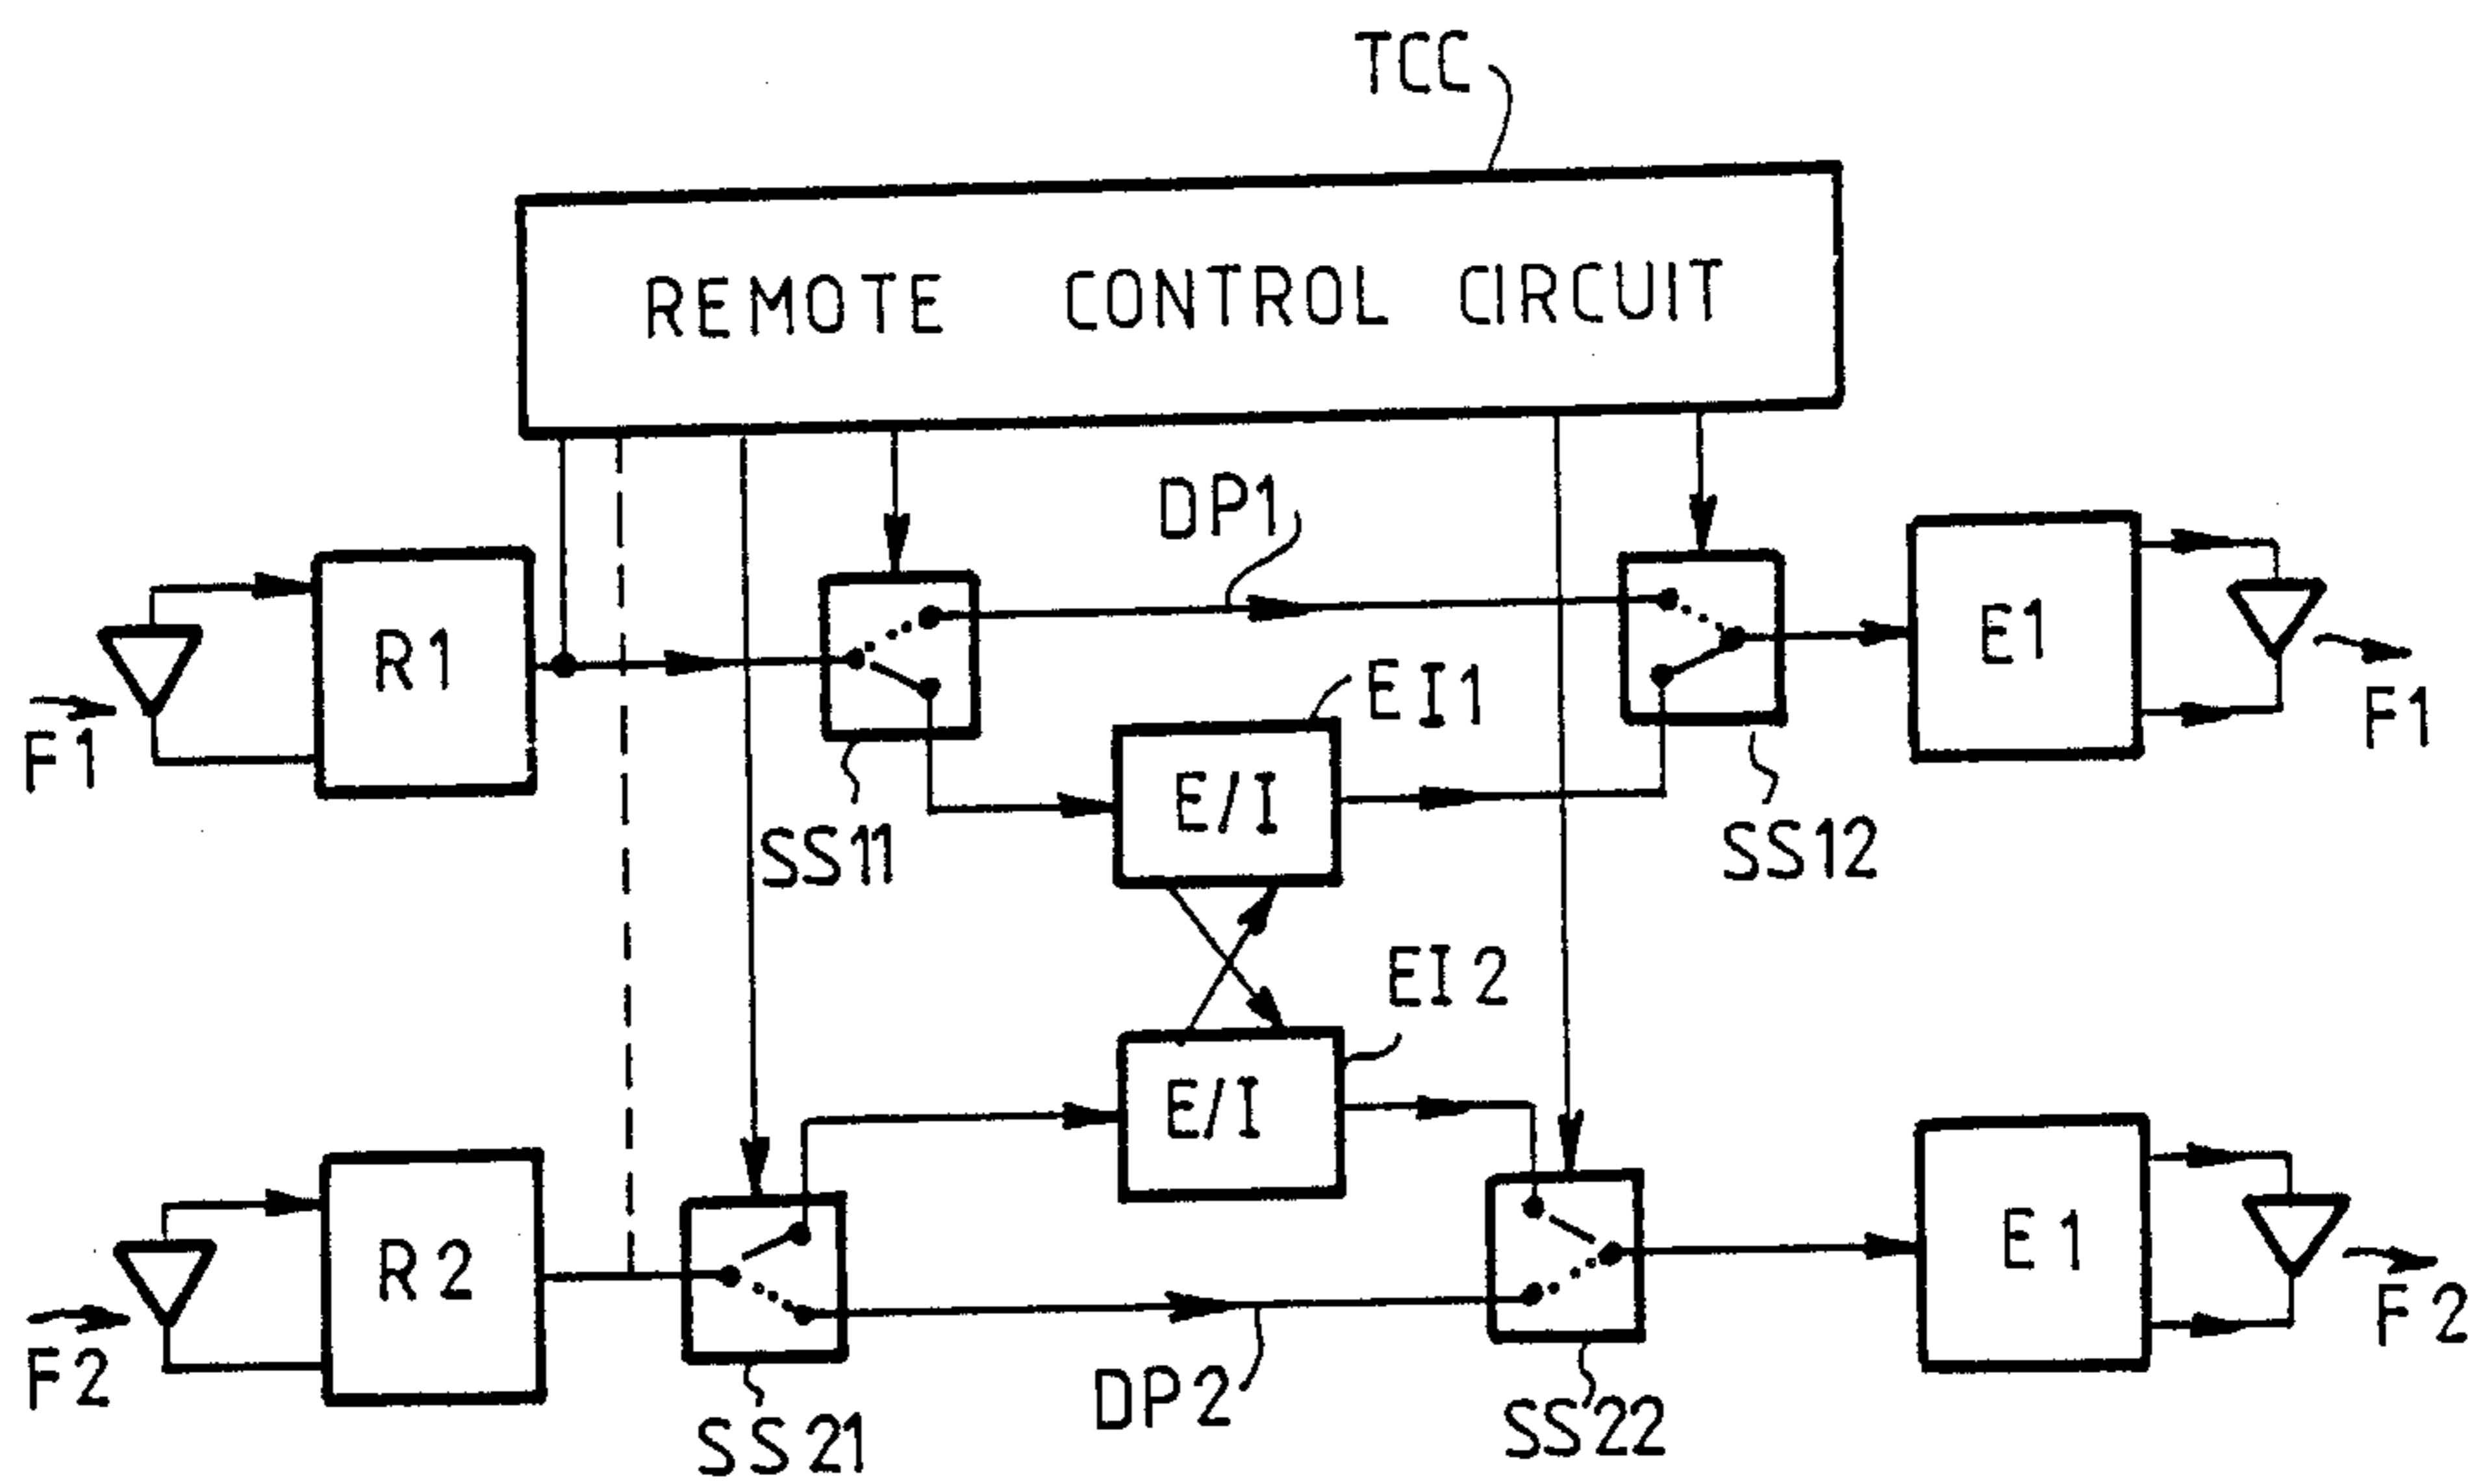 TCC
REMOTE CONTROL CIRCUIT
DP1
R1
E1
EI1
F1
F1
E/I
SS11
SS12
EI2
E/I
R2
E1
F2
F2
DP2
SS21
SS22